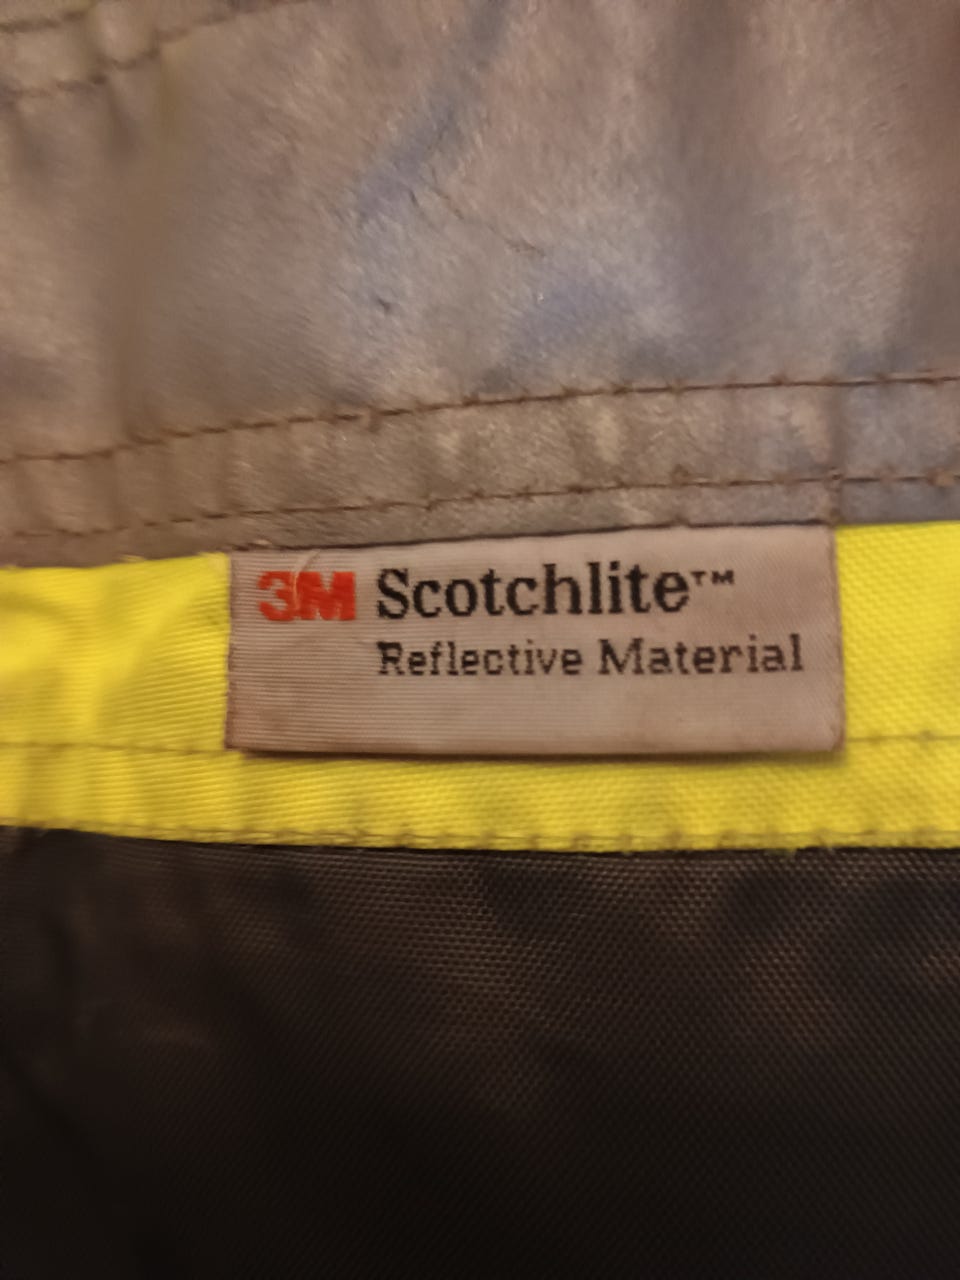 3M Scotchlite™
Reflective Material